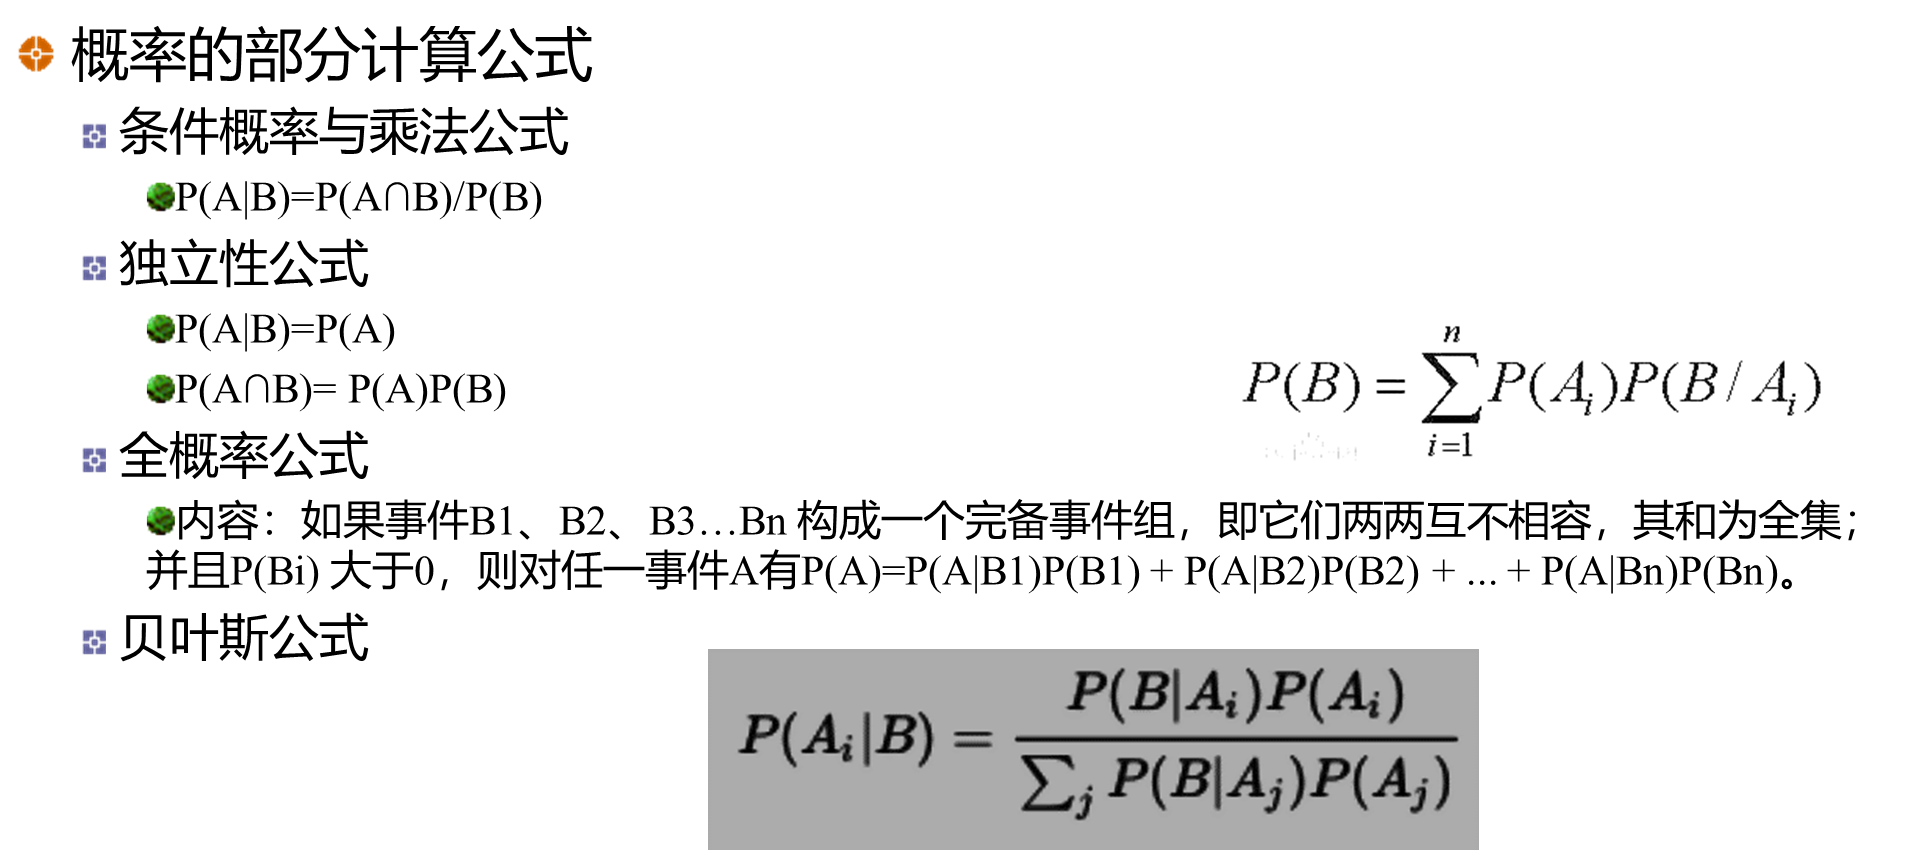 概率的部分计算公式
条件概率与乘法公式
P(A|B)=P(A∩B)/P(B)
独立性公式
P(A|B)=P(A)
P(A∩B)= P(A)P(B)
P(B) = \sum_{i=1}^{n} P(A_i)P(B / A_i)
全概率公式
内容：如果事件B1、B2、B3…Bn 构成一个完备事件组，即它们两两互不相容，其和为全集；
并且P(Bi) 大于0，则对任一事件A有P(A)=P(A|B1)P(B1) + P(A|B2)P(B2) + ... + P(A|Bn)P(Bn)。
贝叶斯公式
P(A_i|B) = \frac{P(B|A_i)P(A_i)}{\sum_j P(B|A_j)P(A_j)}